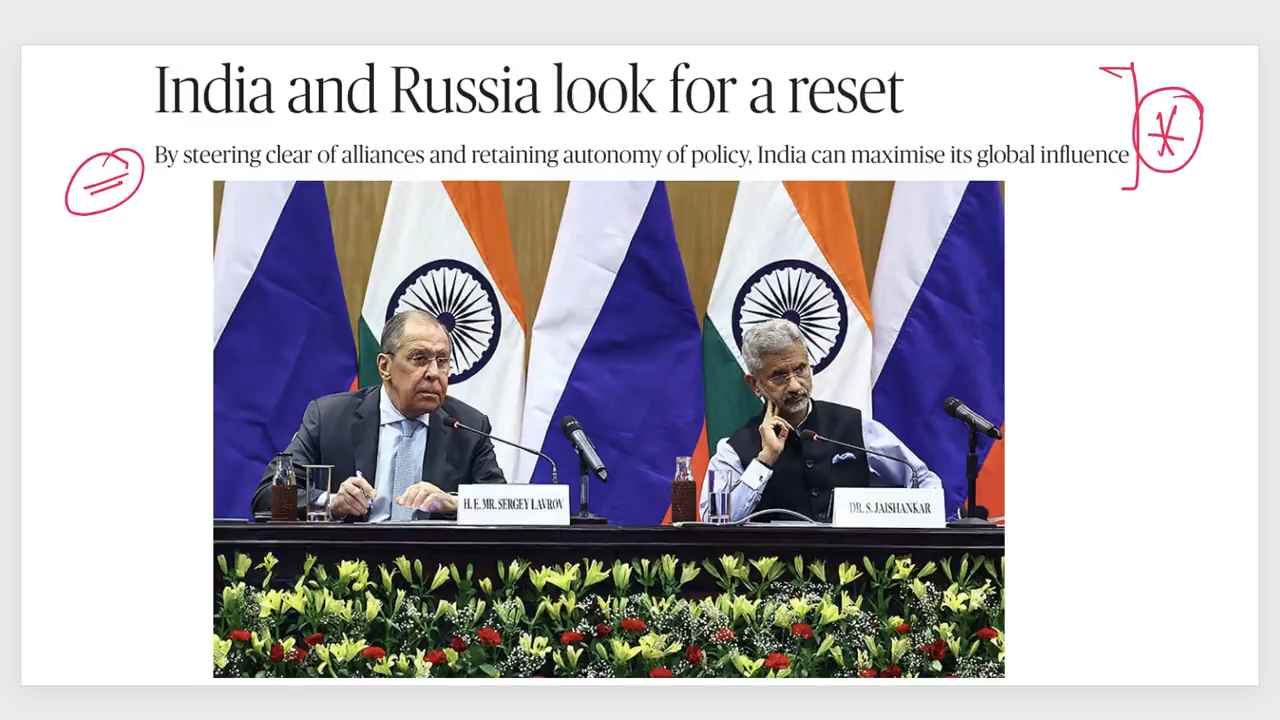 India and Russia look for a reset
By steering clear of alliances and retaining autonomy of policy, India can maximise its global influence
H. E. MR. SERGEY LAVROV
DR. S. JAISHANKAR